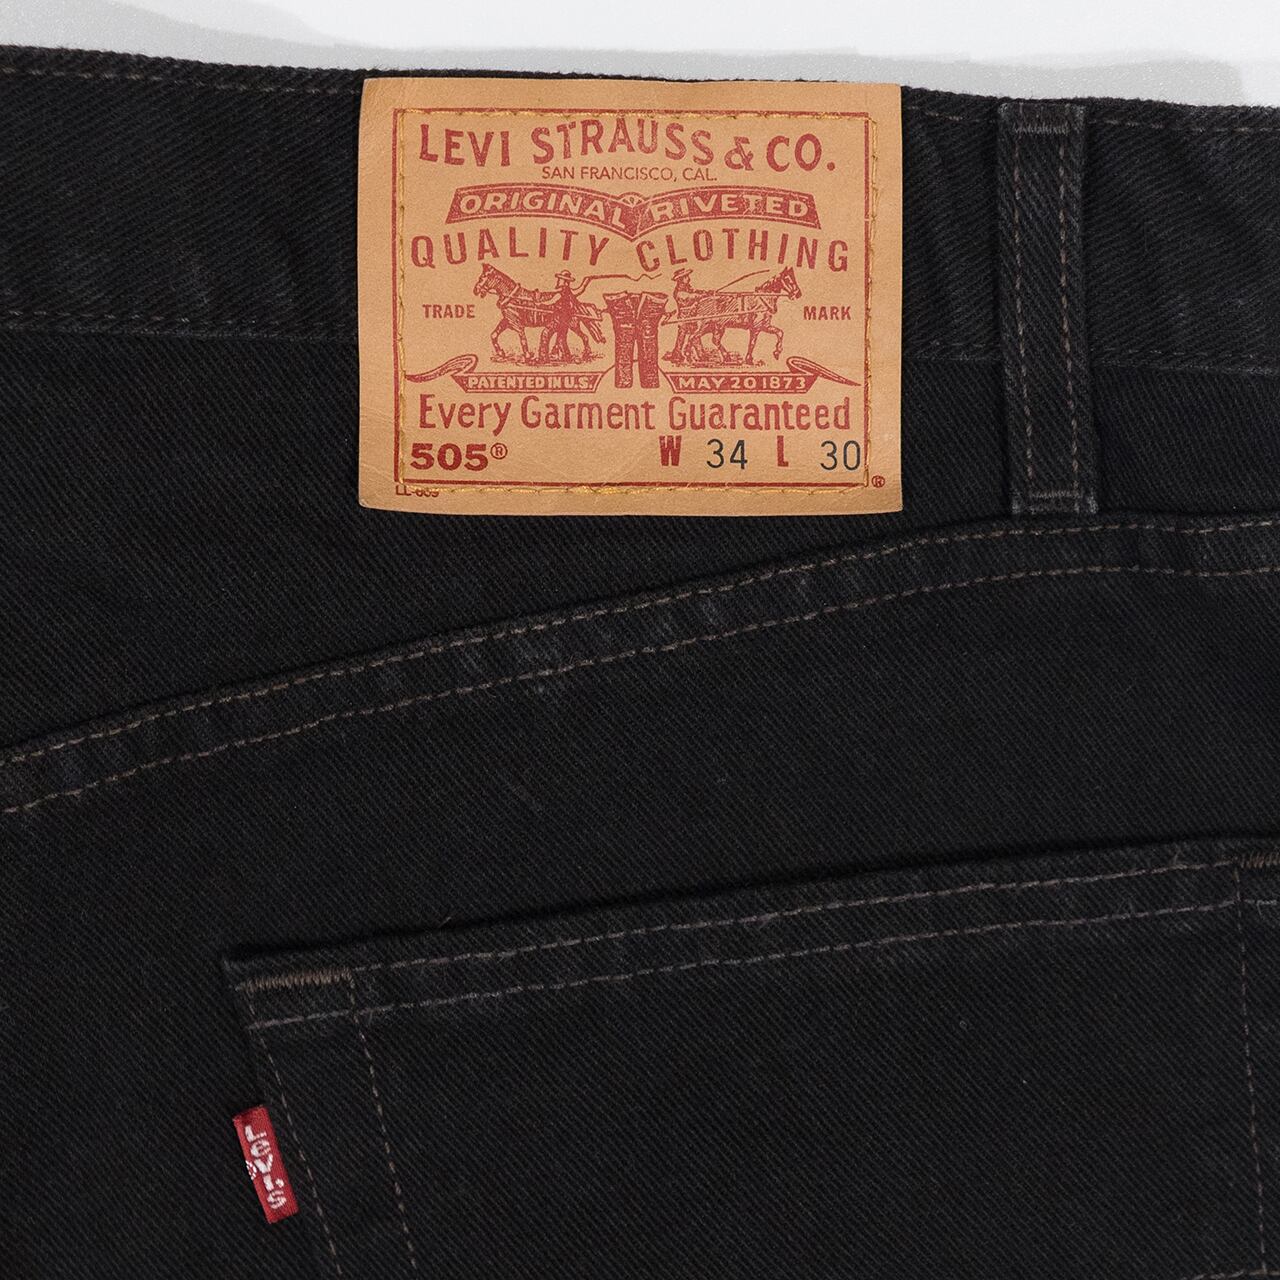 LEVI STRAUSS & CO.
SAN FRANCISCO, CAL.
ORIGINAL RIVETED
QUALITY CLOTHING
TRADE MARK
PATENTED IN U.S. MAY 20 1873
Every Garment Guaranteed
505® W 34 L 30
®
LEVI'S